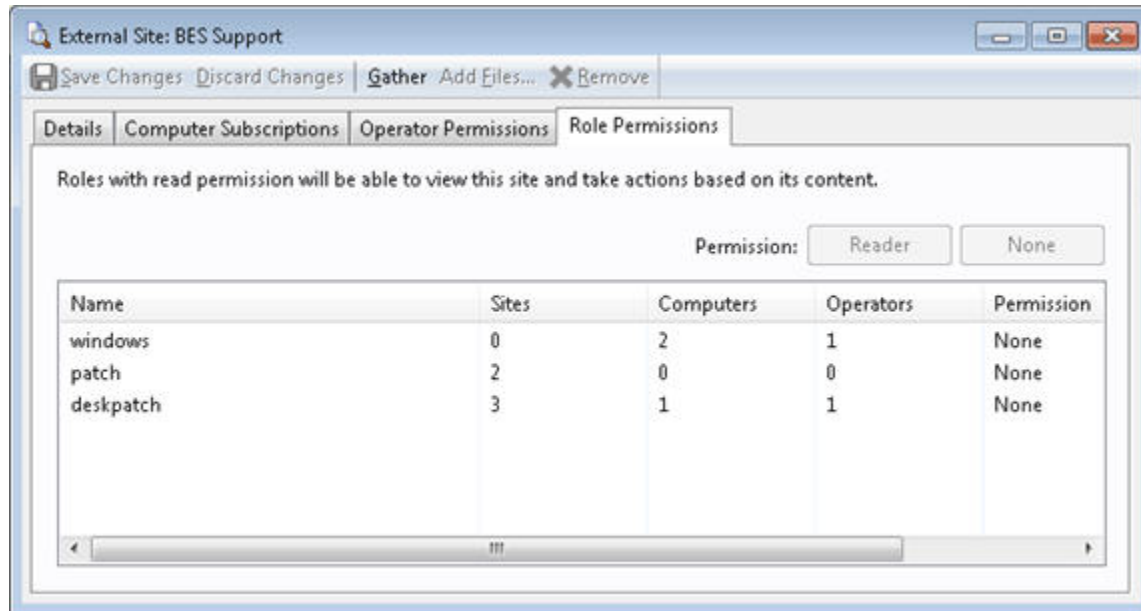 External Site: BES Support
Save Changes Discard Changes Gather Add Files... Remove
Details Computer Subscriptions Operator Permissions Role Permissions
Roles with read permission will be able to view this site and take actions based on its content.
Permission: Reader None
Name Sites Computers Operators Permission
windows 0 2 1 None
patch 2 0 0 None
deskpatch 3 1 1 None